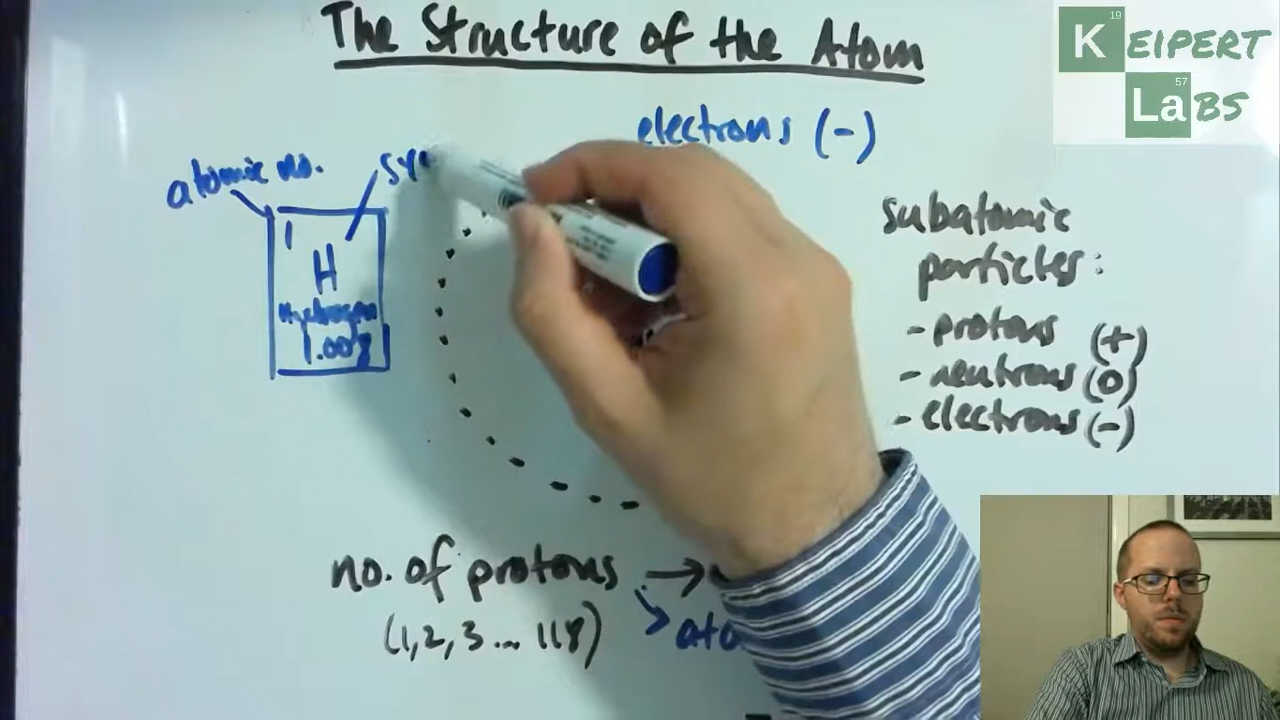 The Structure of the Atom
19
KEIPERT
57
LaBS
electrons (-)
atomic no.
sy
1
H
Hydrogen
1.008
subatomic
particles:
- protons (+)
- neutrons (0)
- electrons (-)
no. of protons →
(1,2,3... 118)
ato